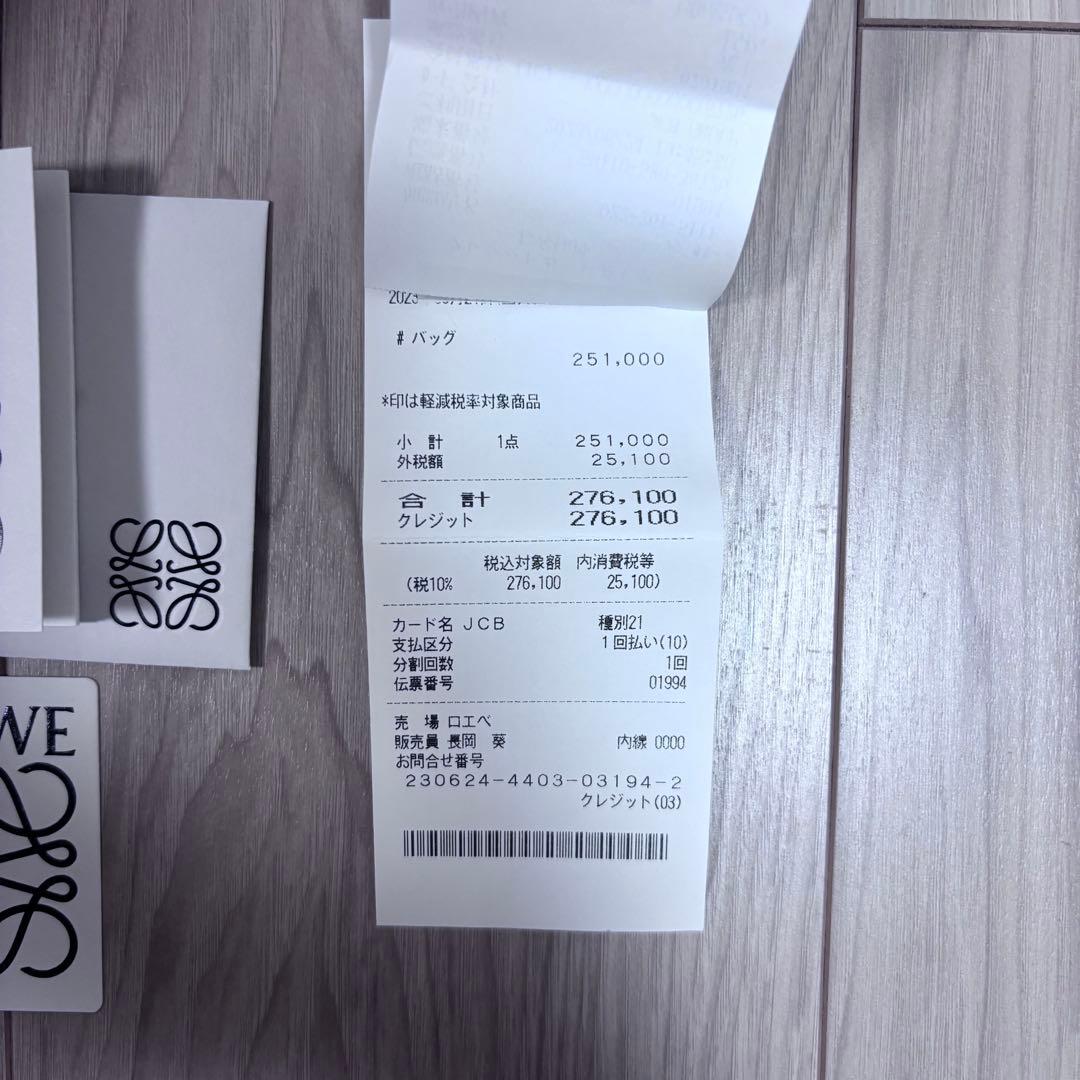 # バッグ
251,000
*印は軽減税率対象商品
小 計 1点 251,000
外税額 25,100
合 計 276,100
クレジット 276,100
税込対象額 内消費税等
(税10% 276,100 25,100)
カード名 JCB 種別21
支払区分 1回払い(10)
分割回数 1回
伝票番号 01994
売 場 ロエベ
販売員 長岡 葵 内線 0000
お問合せ番号
230624-4403-03194-2
クレジット(03)
WE